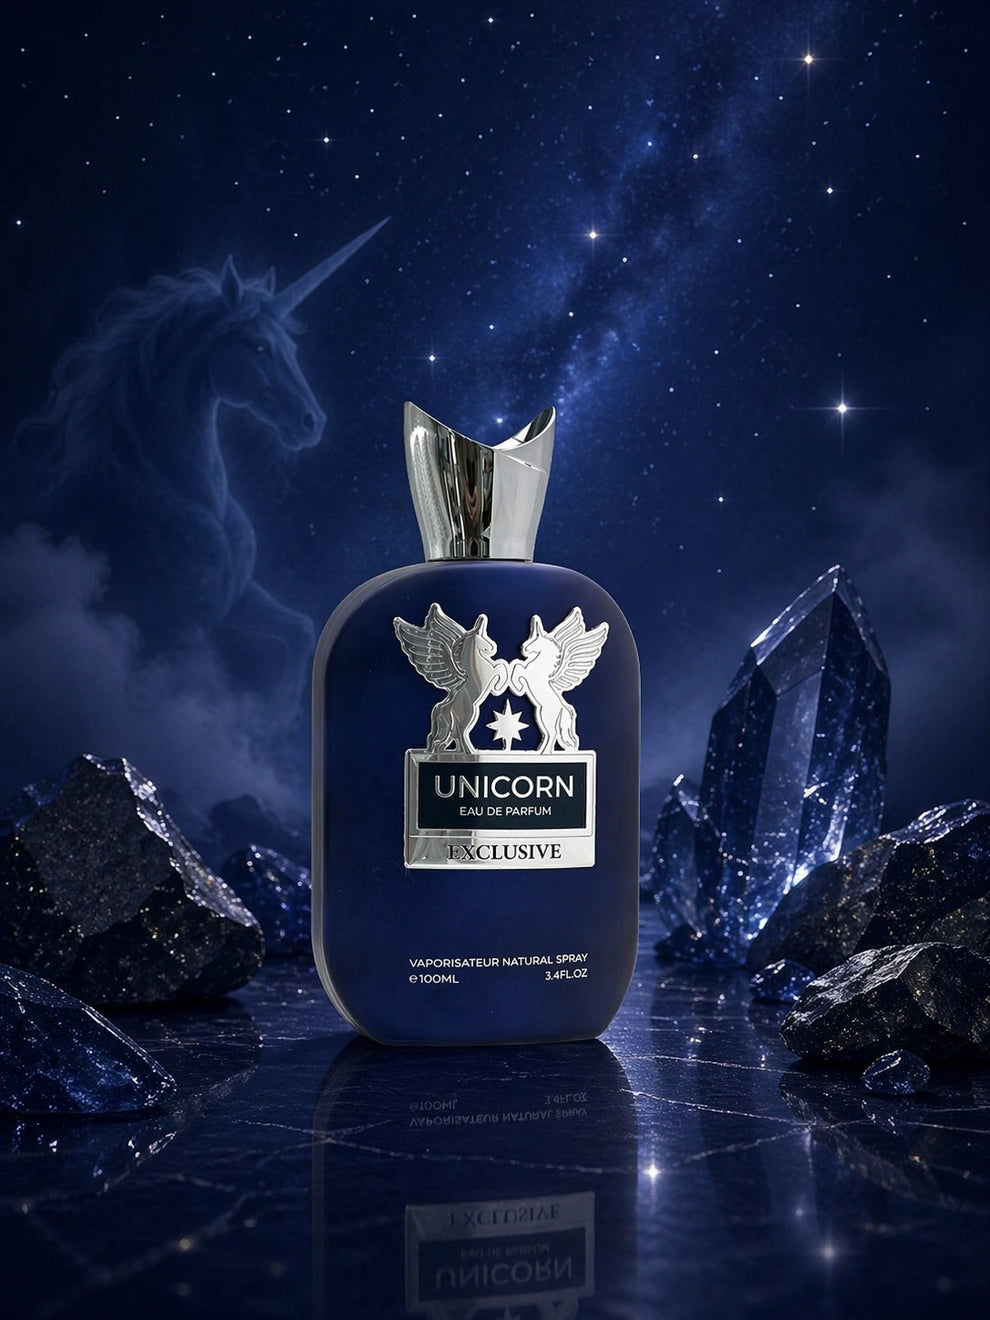 UNICORN
EAU DE PARFUM
EXCLUSIVE
VAPORISATEUR NATURAL SPRAY
℮100ML 3.4FL.OZ